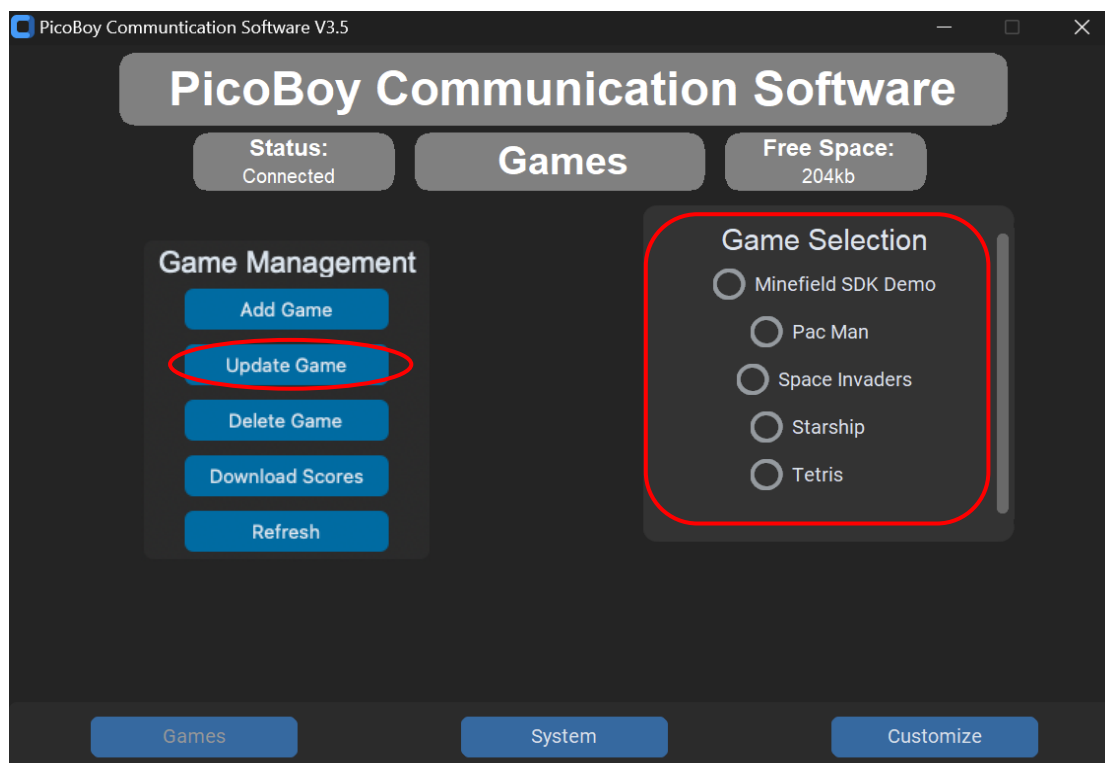 PicoBoy Communtication Software V3.5
PicoBoy Communication Software
Status:
Connected
Games
Free Space:
204kb
Game Management
Add Game
Update Game
Delete Game
Download Scores
Refresh
Game Selection
Minefield SDK Demo
Pac Man
Space Invaders
Starship
Tetris
Games
System
Customize